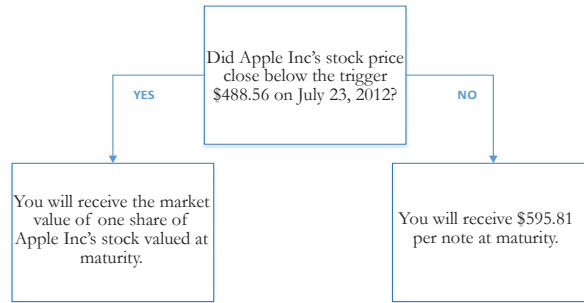 Did Apple Inc's stock price
close below the trigger
$488.56 on July 23, 2012?
YES
NO
You will receive the market
value of one share of
Apple Inc's stock valued at
maturity.
You will receive $595.81
per note at maturity.